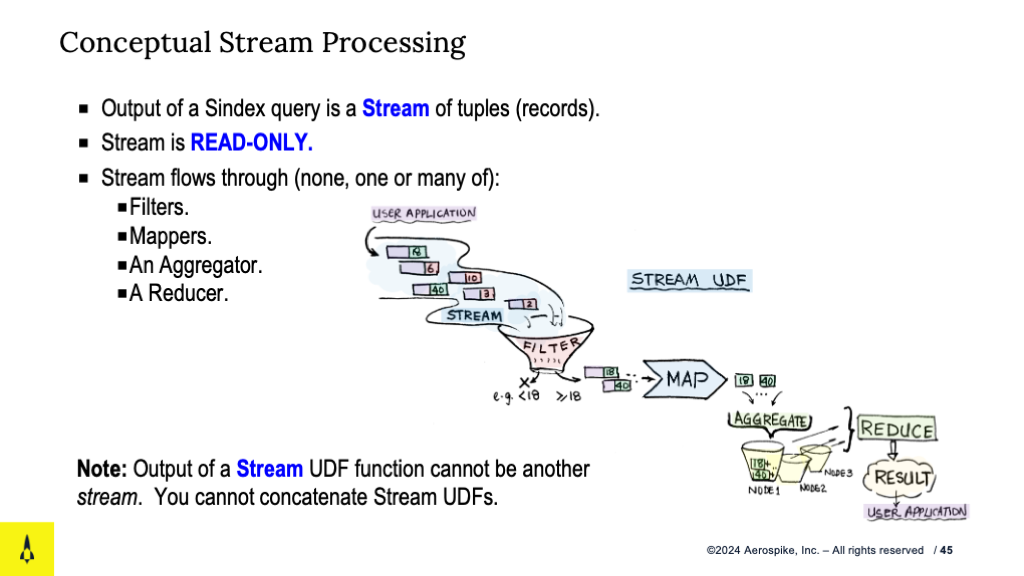 Conceptual Stream Processing
Output of a Sindex query is a Stream of tuples (records).
Stream is READ-ONLY.
Stream flows through (none, one or many of):
Filters.
Mappers.
An Aggregator.
A Reducer.
USER APPLICATION
18
6
10
40
3
2
STREAM
STREAM UDF
FILTER
X
e.g. <18 ≥18
18
40
MAP
18 40
AGGREGATE
REDUCE
18+
40+
NODE 1
NODE2
NODE 3
RESULT
USER APPLICATION
Note: Output of a Stream UDF function cannot be another
stream. You cannot concatenate Stream UDFs.
©2024 Aerospike, Inc. – All rights reserved / 45